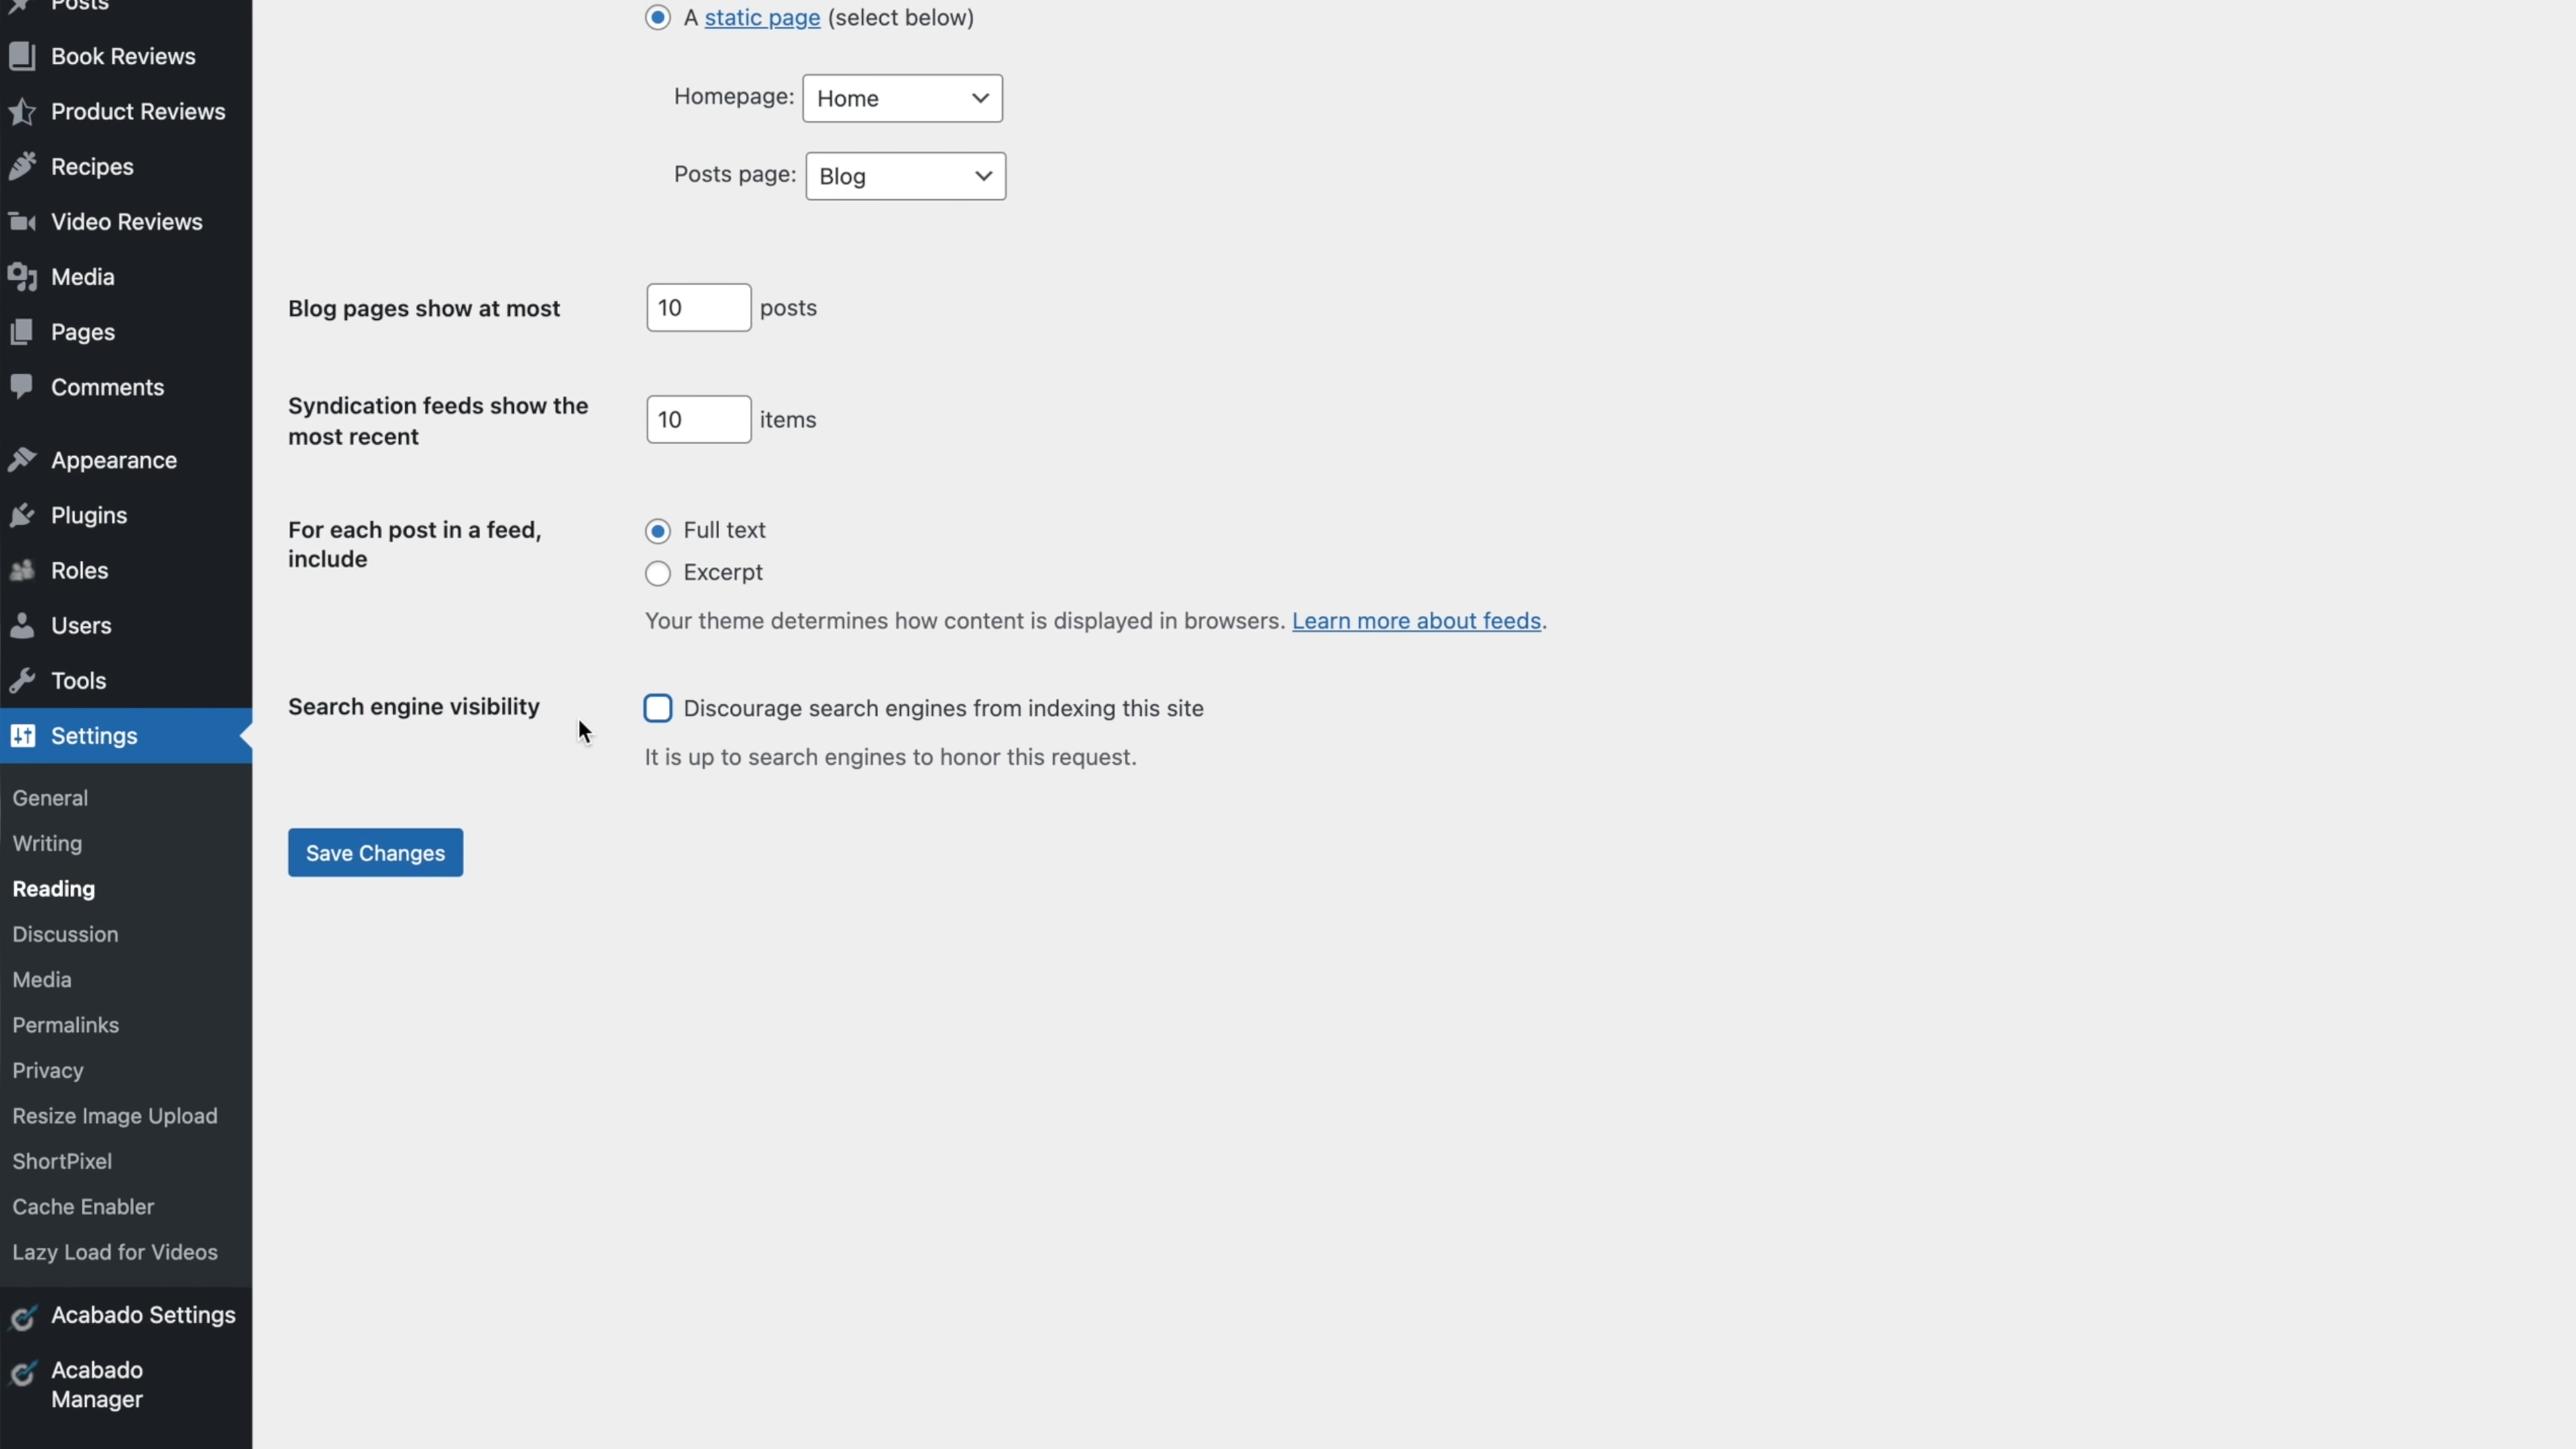 Posts
Book Reviews
Product Reviews
Recipes
Video Reviews
Media
Pages
Comments
Appearance
Plugins
Roles
Users
Tools
Settings
General
Writing
Reading
Discussion
Media
Permalinks
Privacy
Resize Image Upload
ShortPixel
Cache Enabler
Lazy Load for Videos
Acabado Settings
Acabado
Manager
A static page (select below)
Homepage: Home
Posts page: Blog
Blog pages show at most 10 posts
Syndication feeds show the
most recent
10 items
For each post in a feed,
include
Full text
Excerpt
Your theme determines how content is displayed in browsers. Learn more about feeds.
Search engine visibility
Discourage search engines from indexing this site
It is up to search engines to honor this request.
Save Changes